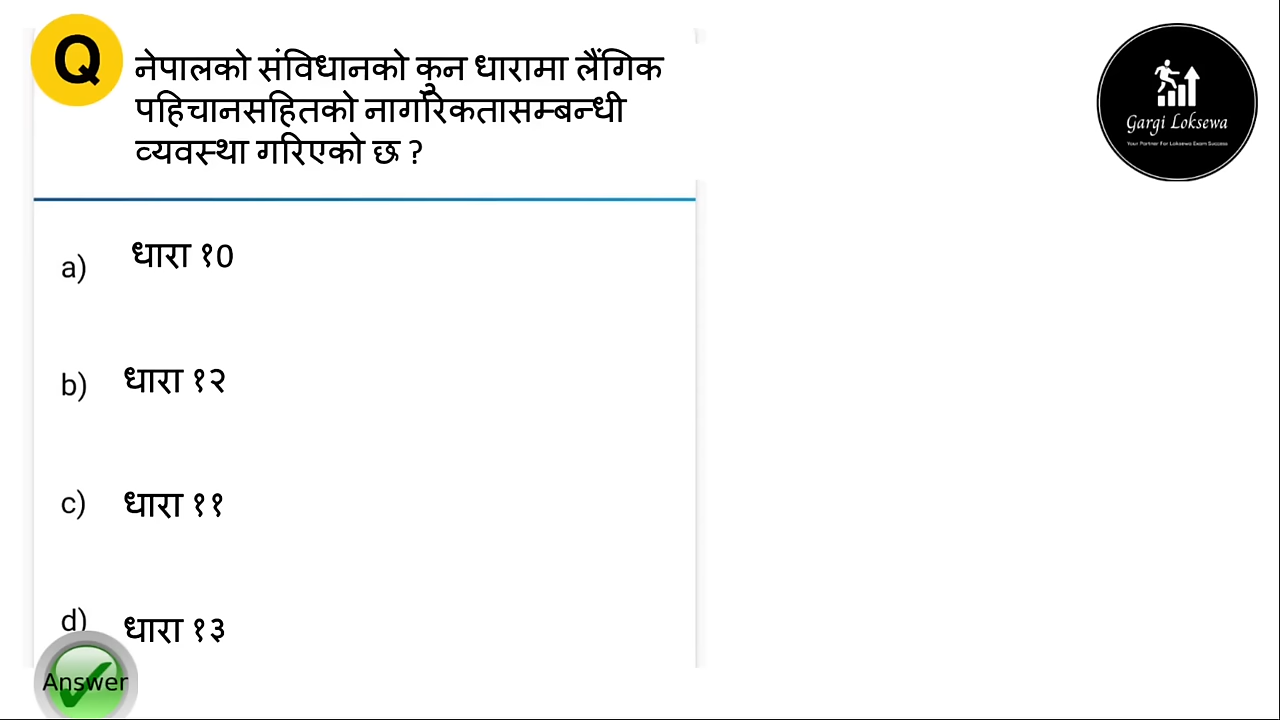 Q
नेपालको संविधानको कुन धारामा लैंगिक
पहिचानसहितको नागरिकतासम्बन्धी
व्यवस्था गरिएको छ ?
Gargi Loksewa
Your Partner For Loksewa Exam Success
a) धारा १0
b) धारा १२
c) धारा ११
d) धारा १३
Answer